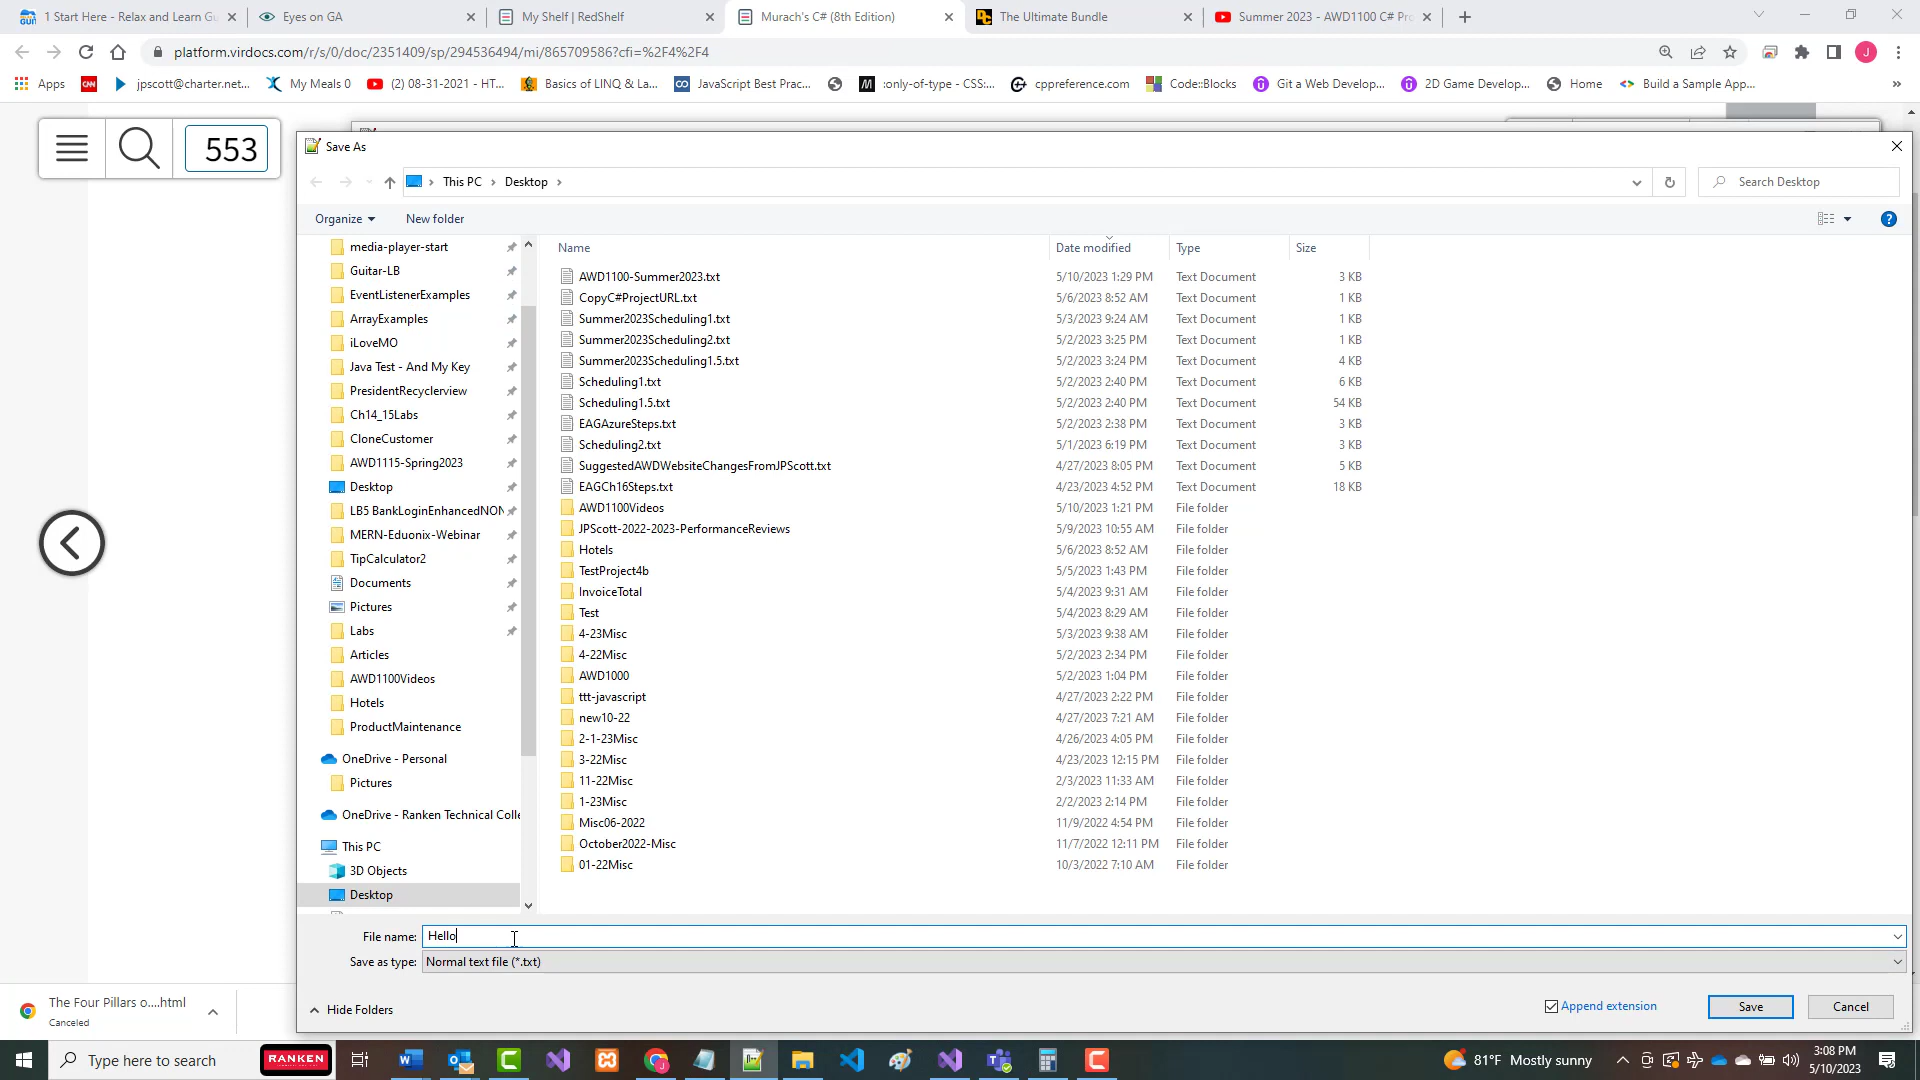 1 Start Here - Relax and Learn Gu
Eyes on GA
My Shelf | RedShelf
Murach's C# (8th Edition)
The Ultimate Bundle
Summer 2023 - AWD1100 C# Pr
platform.virdocs.com/r/s/0/doc/2351409/sp/294536494/mi/865709586?cfi=%2F4%2F4
J
Apps
CNN
jpscott@charter.net...
My Meals 0
(2) 08-31-2021 - HT...
Basics of LINQ & La...
JavaScript Best Prac...
:only-of-type - CSS:...
cppreference.com
Code::Blocks
Git a Web Develop...
2D Game Develop...
Home
Build a Sample App...
»
553
Save As
This PC
Desktop
Search Desktop
Organize
New folder
Name
Date modified
Type
Size
media-player-start
Guitar-LB
EventListenerExamples
ArrayExamples
iLoveMO
Java Test - And My Key
PresidentRecyclerview
Ch14_15Labs
CloneCustomer
AWD1115-Spring2023
Desktop
LB5 BankLoginEnhancedNON
MERN-Eduonix-Webinar
TipCalculator2
Documents
Pictures
Labs
Articles
AWD1100Videos
Hotels
ProductMaintenance
OneDrive - Personal
Pictures
OneDrive - Ranken Technical Colle
This PC
3D Objects
Desktop
AWD1100-Summer2023.txt 5/10/2023 1:29 PM Text Document 3 KB
CopyC#ProjectURL.txt 5/6/2023 8:52 AM Text Document 1 KB
Summer2023Scheduling1.txt 5/3/2023 9:24 AM Text Document 1 KB
Summer2023Scheduling2.txt 5/2/2023 3:25 PM Text Document 1 KB
Summer2023Scheduling1.5.txt 5/2/2023 3:24 PM Text Document 4 KB
Scheduling1.txt 5/2/2023 2:40 PM Text Document 6 KB
Scheduling1.5.txt 5/2/2023 2:40 PM Text Document 54 KB
EAGAzureSteps.txt 5/2/2023 2:38 PM Text Document 3 KB
Scheduling2.txt 5/1/2023 6:19 PM Text Document 3 KB
SuggestedAWDWebsiteChangesFromJPScott.txt 4/27/2023 8:05 PM Text Document 5 KB
EAGCh16Steps.txt 4/23/2023 4:52 PM Text Document 18 KB
AWD1100Videos 5/10/2023 1:21 PM File folder
JPScott-2022-2023-PerformanceReviews 5/9/2023 10:55 AM File folder
Hotels 5/6/2023 8:52 AM File folder
TestProject4b 5/5/2023 1:43 PM File folder
InvoiceTotal 5/4/2023 9:31 AM File folder
Test 5/4/2023 8:29 AM File folder
4-23Misc 5/3/2023 9:38 AM File folder
4-22Misc 5/2/2023 2:34 PM File folder
AWD1000 5/2/2023 1:04 PM File folder
ttt-javascript 4/27/2023 2:22 PM File folder
new10-22 4/27/2023 7:21 AM File folder
2-1-23Misc 4/26/2023 4:05 PM File folder
3-22Misc 4/23/2023 12:15 PM File folder
11-22Misc 2/3/2023 11:33 AM File folder
1-23Misc 2/2/2023 2:14 PM File folder
Misc06-2022 11/9/2022 4:54 PM File folder
October2022-Misc 11/7/2022 12:11 PM File folder
01-22Misc 10/3/2022 7:10 AM File folder
File name: Hello
Save as type: Normal text file (*.txt)
Hide Folders
Append extension
Save
Cancel
The Four Pillars o....html
Canceled
Type here to search
RANKEN
81°F Mostly sunny
3:08 PM
5/10/2023